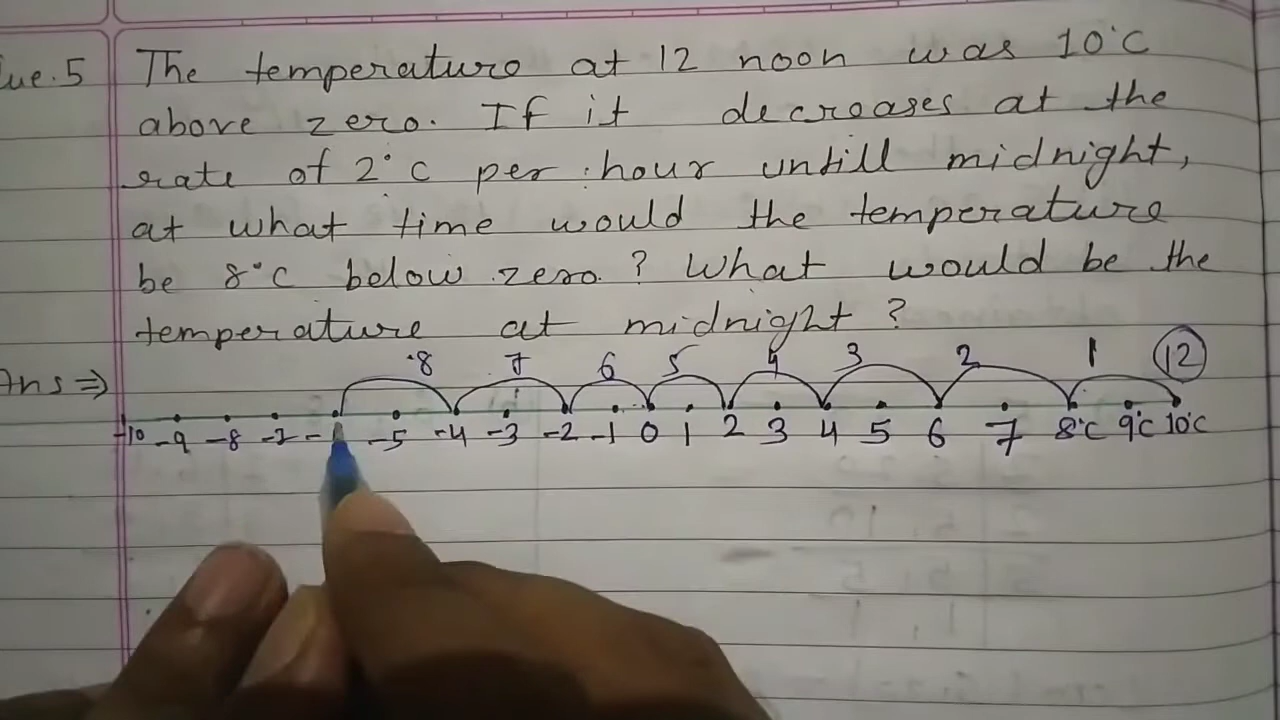 ue.5 The temperature at 12 noon was 10°C
above zero. If it decreases at the
rate of 2°C per hour untill midnight,
at what time would the temperature
be 8°C below zero.? What would be the
temperature at midnight?
Ans ⇒ 8 7 6 5 4 3 2 1 12
-10 -9 -8 -7 - -5 -4 -3 -2 -1 0 1 2 3 4 5 6 7 8°C 9°C 10°C